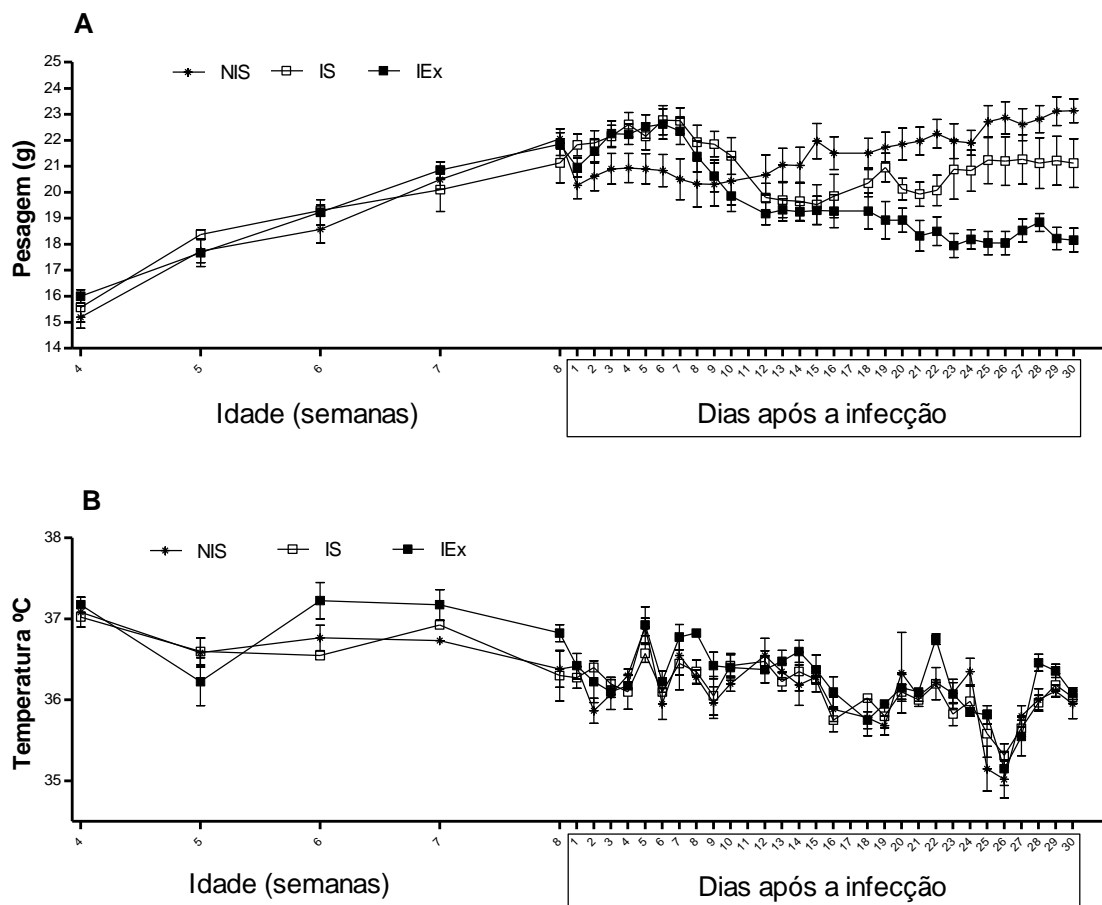 A
NIS IS IEx
25
24
23
22
21
20
19
18
17
16
15
14
Pesagem (g)
4 5 6 7 8 1 2 3 4 5 6 7 8 9 10 12 13 14 15 16 18 19 20 21 22 23 24 25 26 27 28 29 30
Idade (semanas) Dias após a infecção
B
NIS IS IEx
38
37
36
35
Temperatura ºC
4 5 6 7 8 1 2 3 4 5 6 7 8 9 10 12 13 14 15 16 18 19 20 21 22 23 24 25 26 27 28 29 30
Idade (semanas) Dias após a infecção